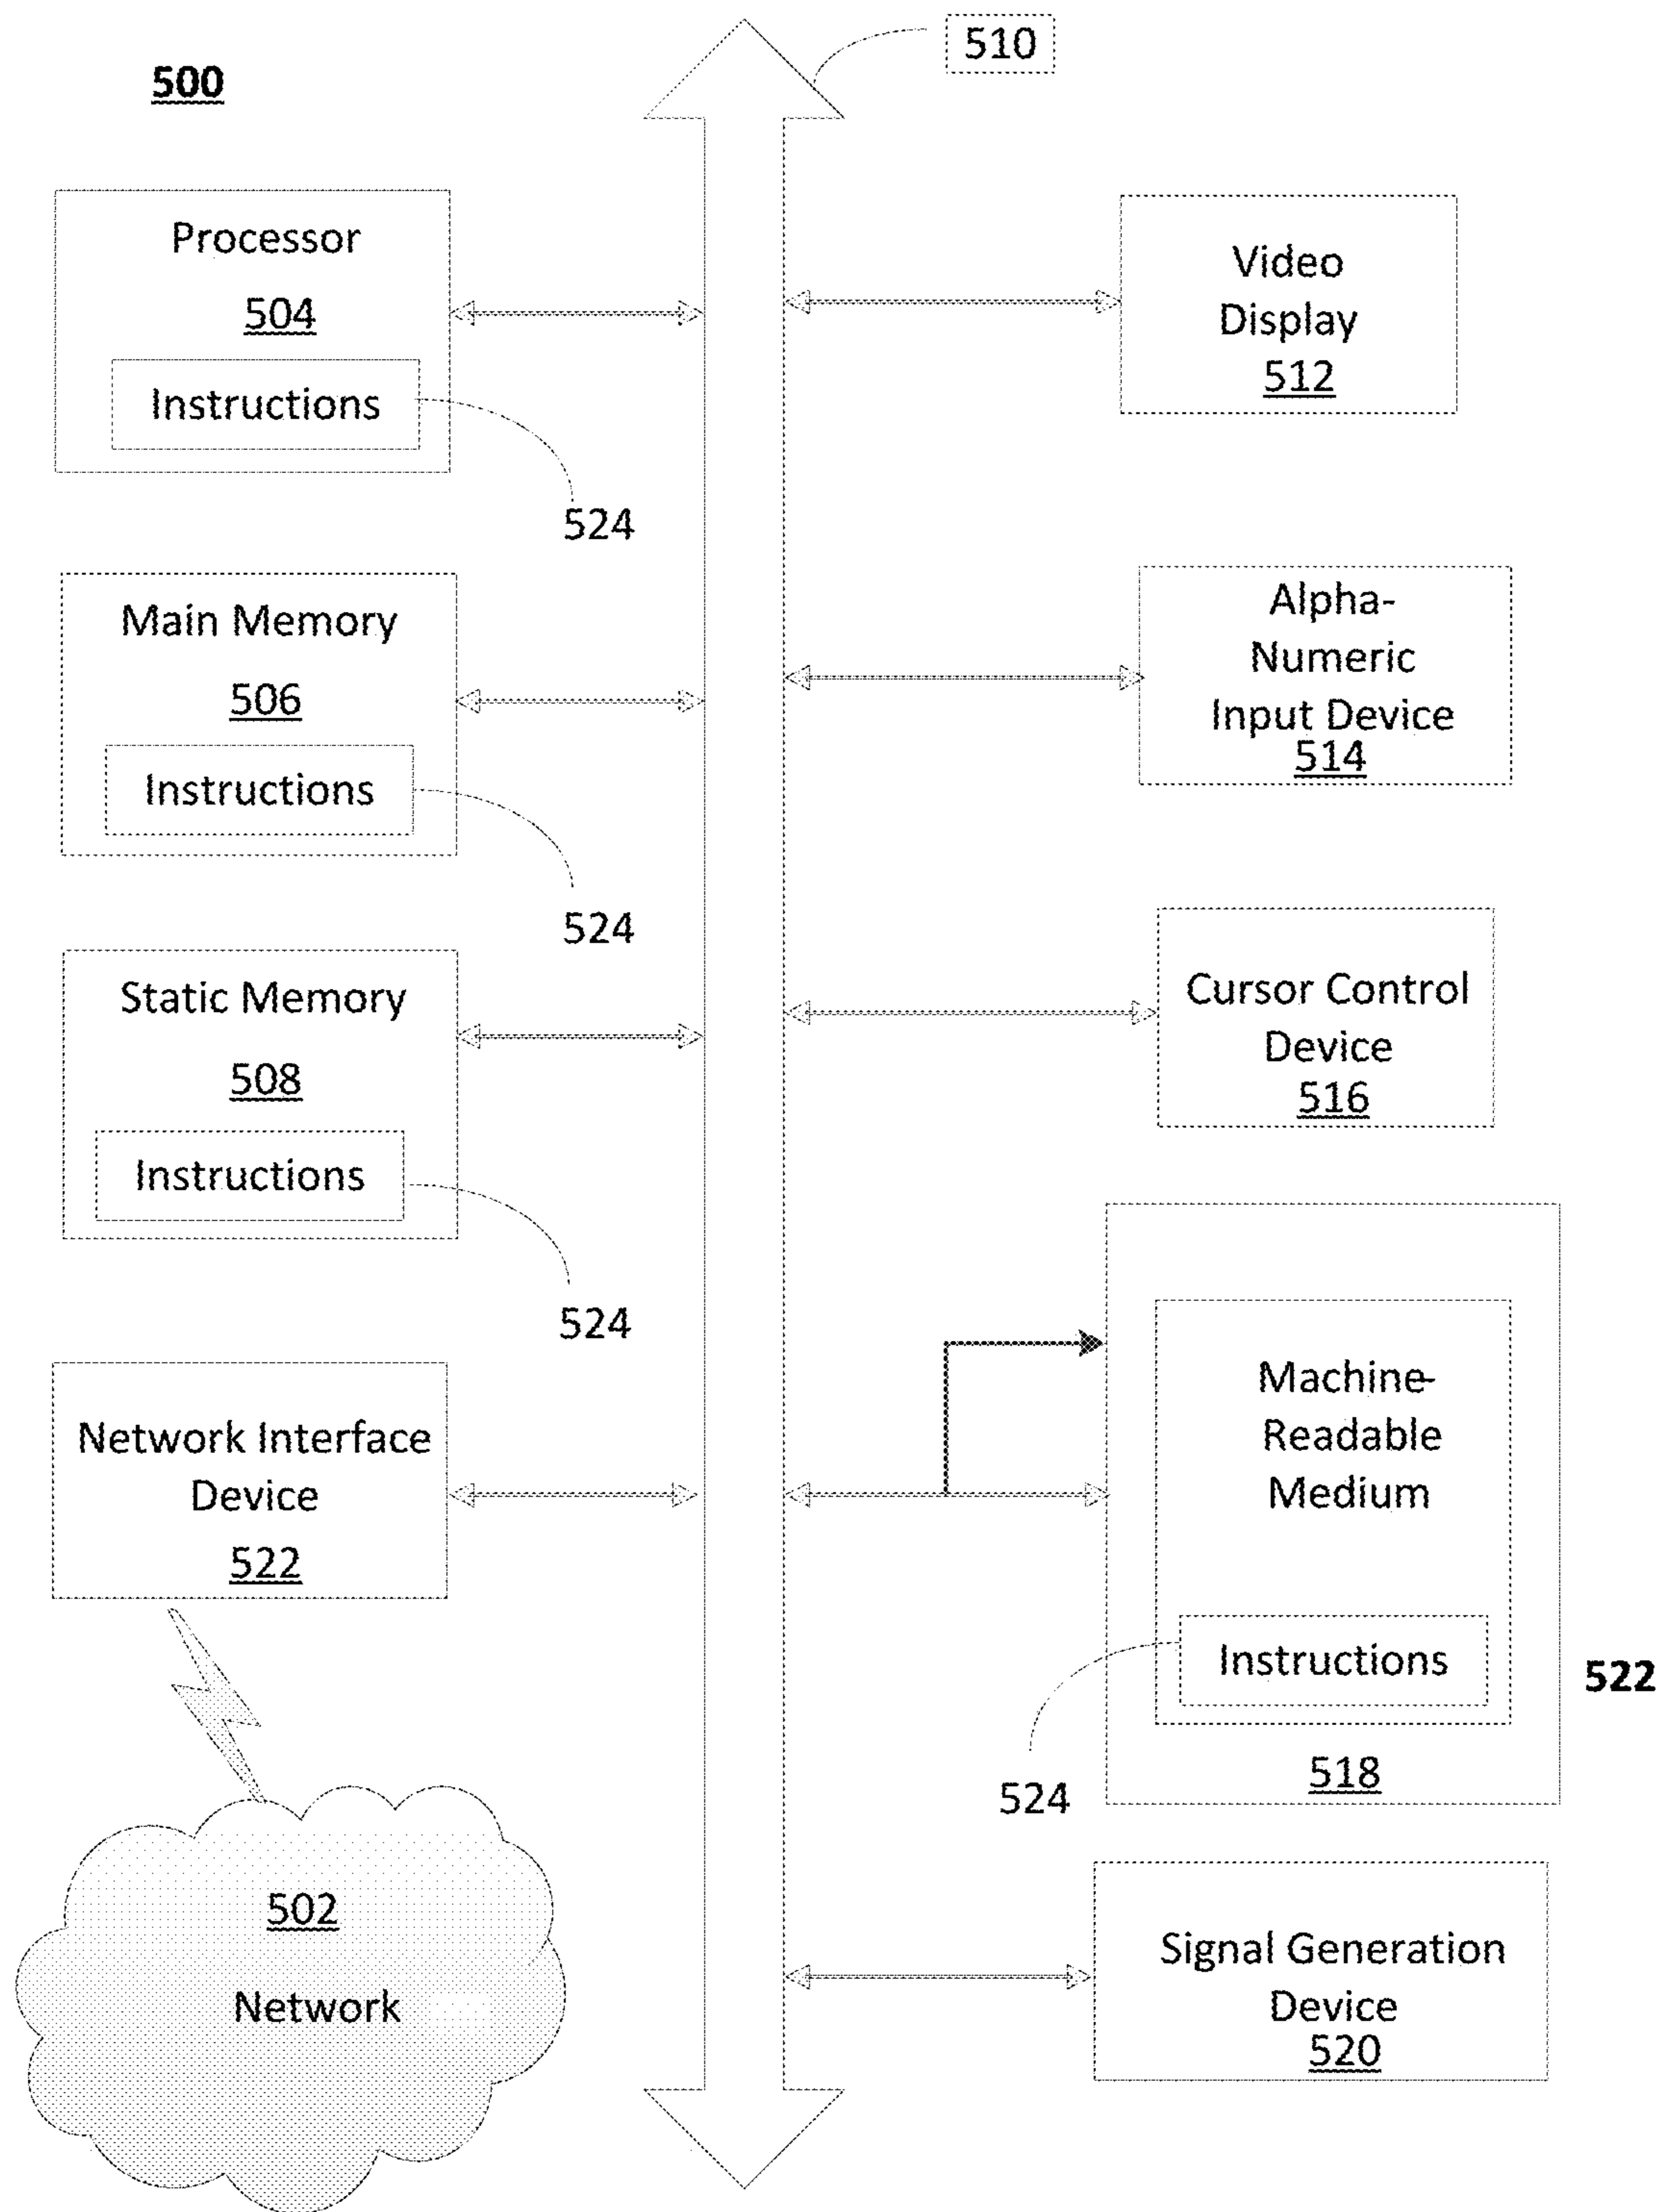 500
510
Processor
504
Instructions
524
Main Memory
506
Instructions
524
Static Memory
508
Instructions
524
Network Interface
Device
522
502
Network
Video
Display
512
Alpha-
Numeric
Input Device
514
Cursor Control
Device
516
Machine-
Readable
Medium
Instructions
522
518
524
Signal Generation
Device
520